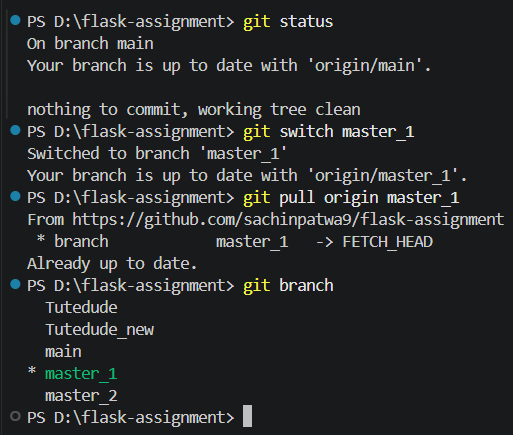 PS D:\flask-assignment> git status
On branch main
Your branch is up to date with 'origin/main'.

nothing to commit, working tree clean
PS D:\flask-assignment> git switch master_1
Switched to branch 'master_1'
Your branch is up to date with 'origin/master_1'.
PS D:\flask-assignment> git pull origin master_1
From https://github.com/sachinpatwa9/flask-assignment
 * branch            master_1   -> FETCH_HEAD
Already up to date.
PS D:\flask-assignment> git branch
  Tutedude
  Tutedude_new
  main
* master_1
  master_2
PS D:\flask-assignment>